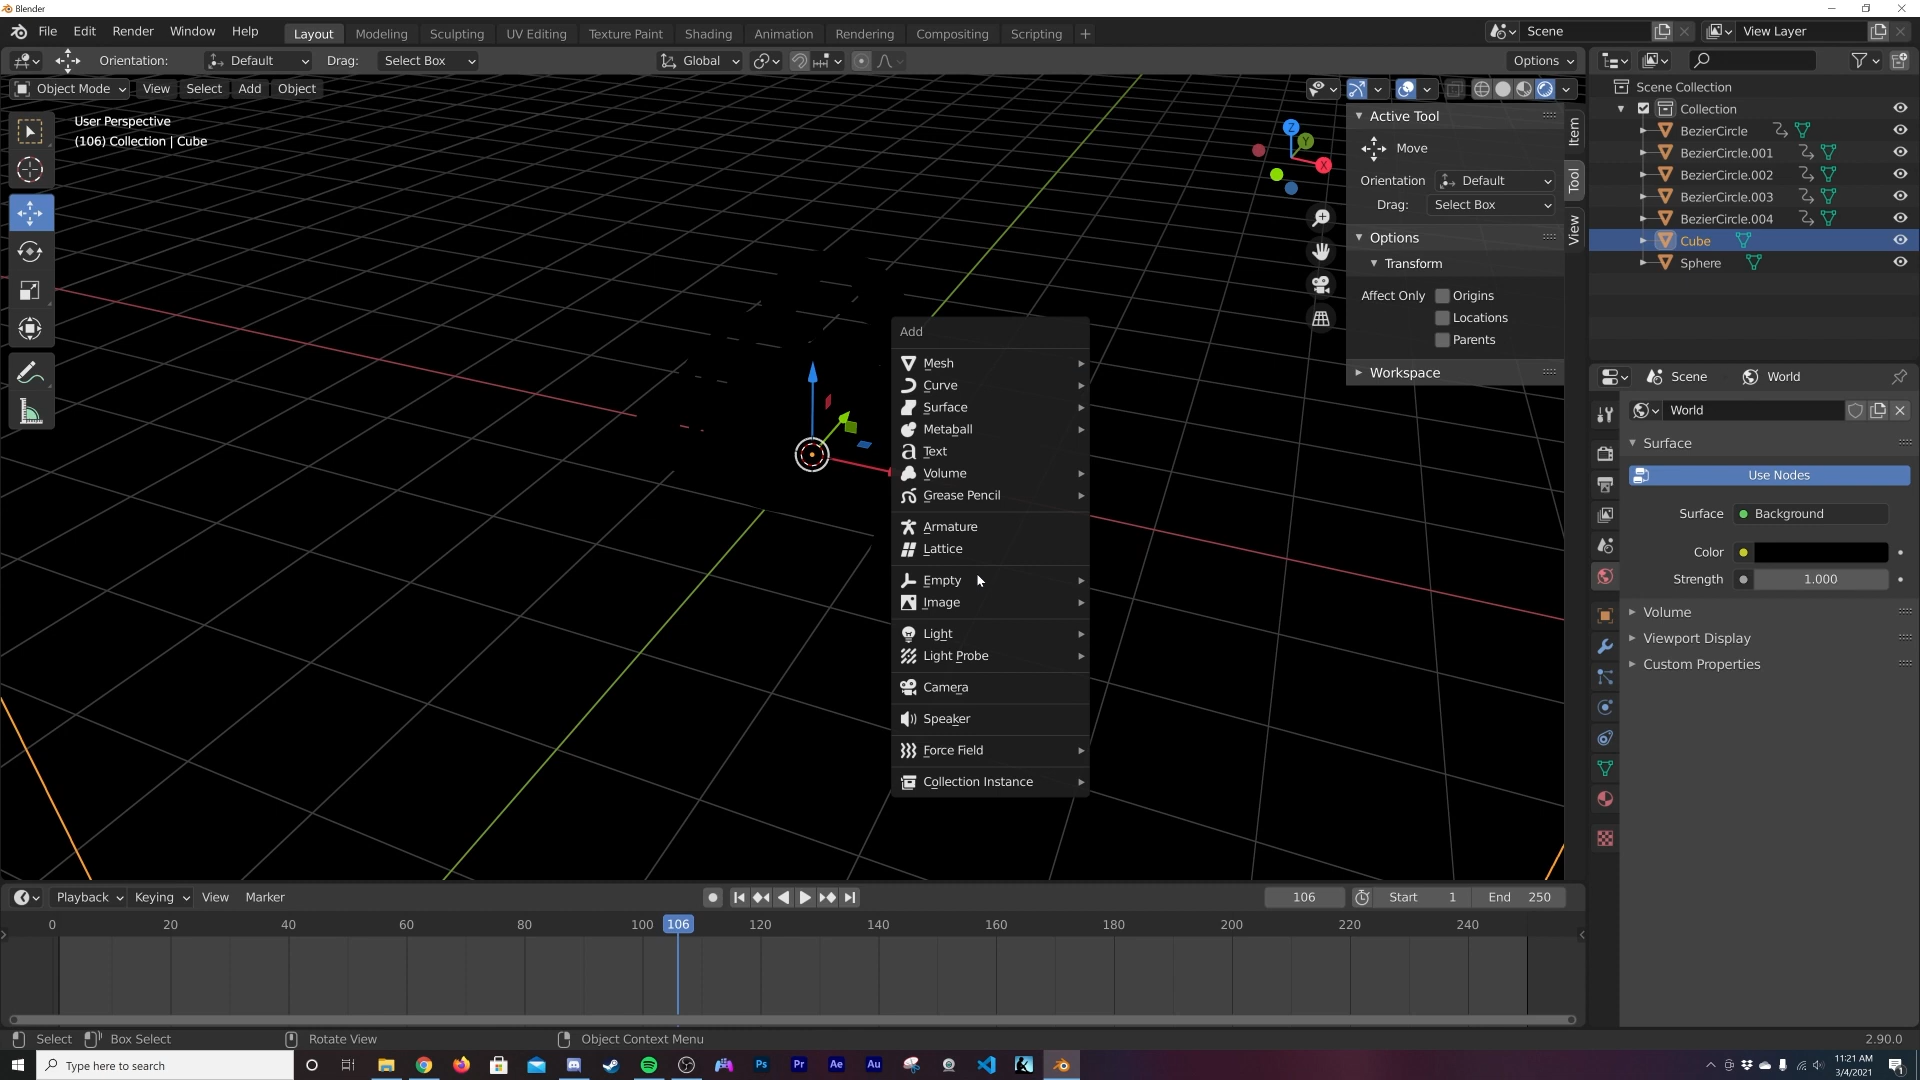 Blender
File Edit Render Window Help
Layout Modeling Sculpting UV Editing Texture Paint Shading Animation Rendering Compositing Scripting +
Scene
View Layer
Orientation: Default Drag: Select Box
Global
Options
Object Mode View Select Add Object
User Perspective
(106) Collection | Cube
Z
Y
X
Active Tool
Move
Orientation Default
Drag: Select Box
Options
Transform
Affect Only Origins
Locations
Parents
Workspace
Item
Tool
View
Add
Mesh
Curve
Surface
Metaball
Text
Volume
Grease Pencil
Armature
Lattice
Empty
Image
Light
Light Probe
Camera
Speaker
Force Field
Collection Instance
Scene Collection
Collection
BezierCircle
BezierCircle.001
BezierCircle.002
BezierCircle.003
BezierCircle.004
Cube
Sphere
Scene World
World
Surface
Use Nodes
Surface Background
Color
Strength 1.000
Volume
Viewport Display
Custom Properties
Playback Keying View Marker
106 Start 1 End 250
0 20 40 60 80 100 106 120 140 160 180 200 220 240
Select Box Select Rotate View Object Context Menu 2.90.0
Type here to search
Ps Pr Ae Au
11:21 AM
3/4/2021